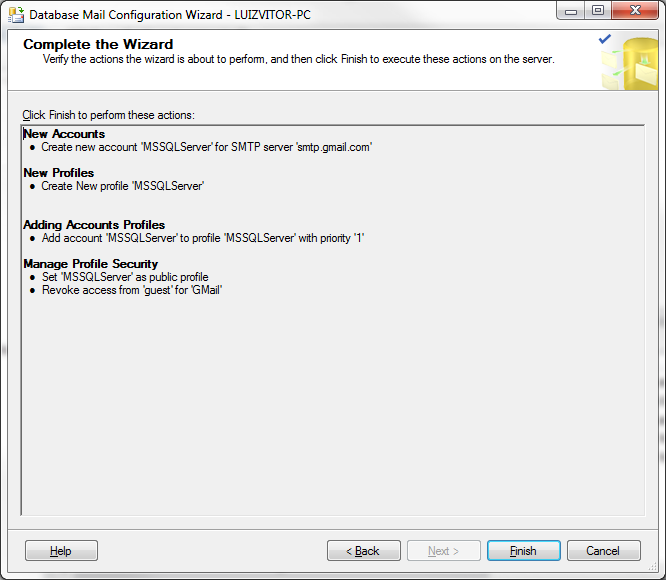 Database Mail Configuration Wizard - LUIZVITOR-PC
Complete the Wizard
Verify the actions the wizard is about to perform, and then click Finish to execute these actions on the server.
Click Finish to perfom these actions:
New Accounts
● Create new account 'MSSQLServer' for SMTP server 'smtp.gmail.com'
New Profiles
● Create New profile 'MSSQLServer'
Adding Accounts Profiles
● Add account 'MSSQLServer' to profile 'MSSQLServer' with priority '1'
Manage Profile Security
● Set 'MSSQLServer' as public profile
● Revoke access from 'guest' for 'GMail'
Help
< Back
Next >
Finish
Cancel